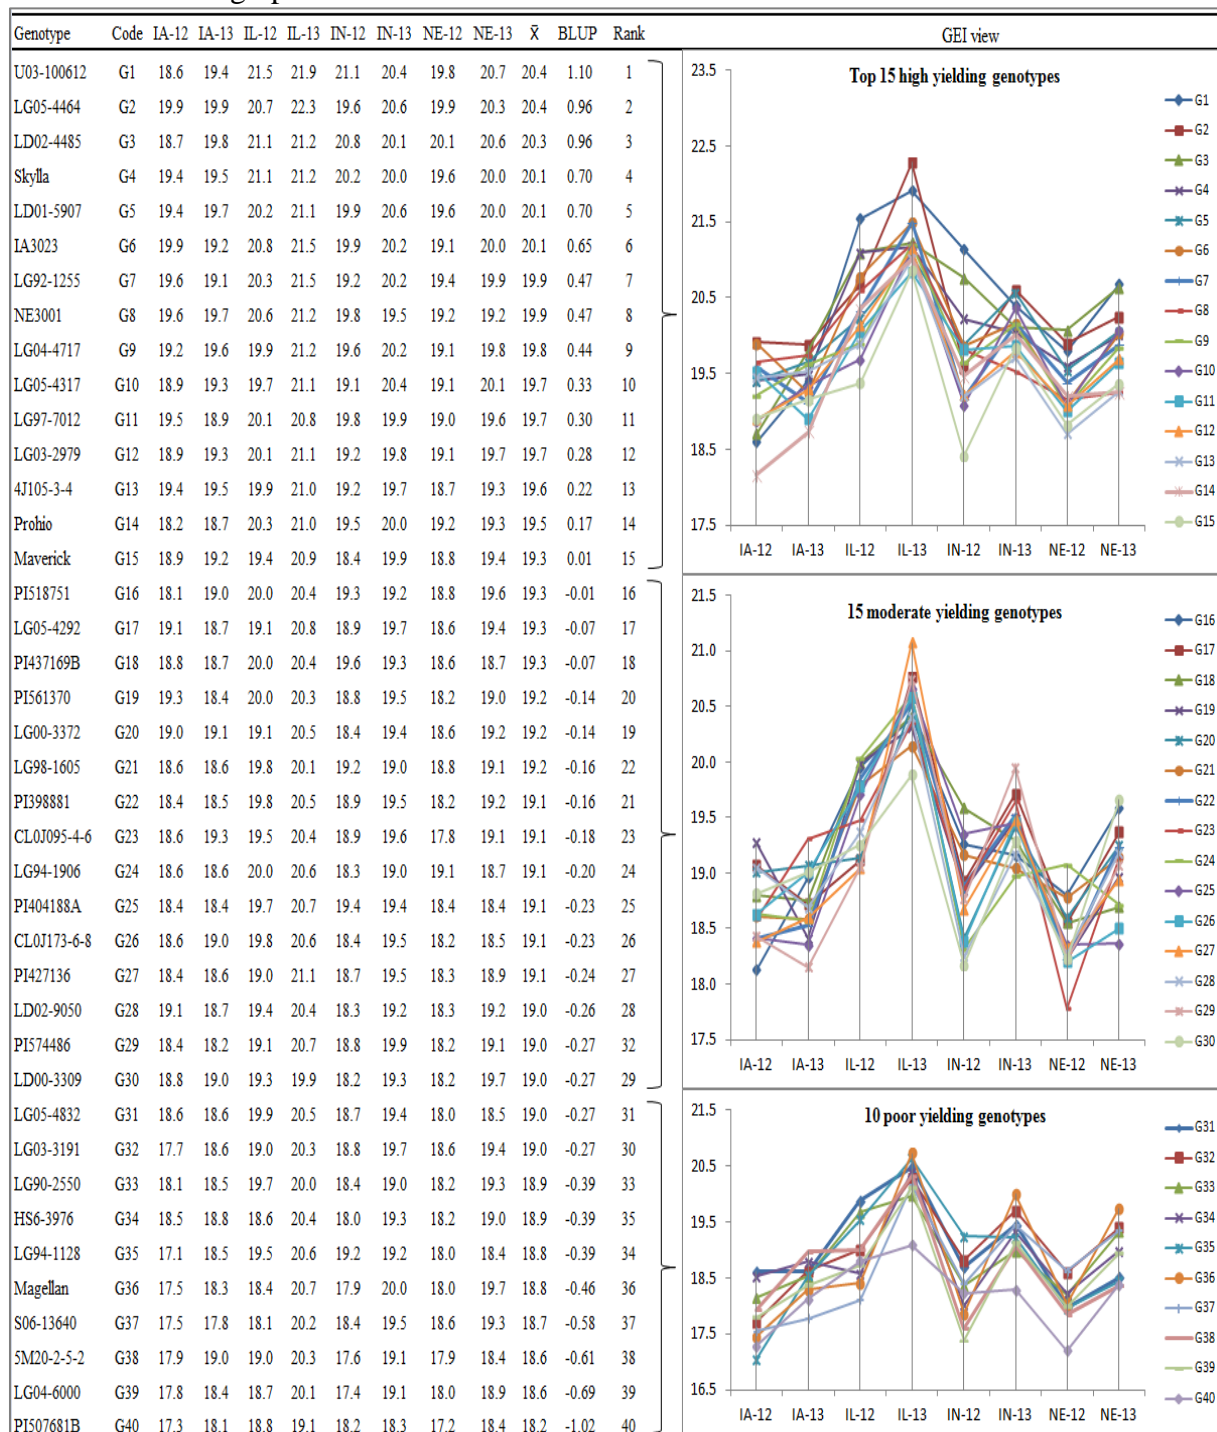 Genotype Code IA-12 IA-13 IL-12 IL-13 IN-12 IN-13 NE-12 NE-13 X̄ BLUP Rank GEI view
U03-100612 G1 18.6 19.4 21.5 21.9 21.1 20.4 19.8 20.7 20.4 1.10 1
LG05-4464 G2 19.9 19.9 20.7 22.3 19.6 20.6 19.9 20.3 20.4 0.96 2
LD02-4485 G3 18.7 19.8 21.1 21.2 20.8 20.1 20.1 20.6 20.3 0.96 3
Skylla G4 19.4 19.5 21.1 21.2 20.2 20.0 19.6 20.0 20.1 0.70 4
LD01-5907 G5 19.4 19.7 20.2 21.1 19.9 20.6 19.6 20.0 20.1 0.70 5
IA3023 G6 19.9 19.2 20.8 21.5 19.9 20.2 19.1 20.0 20.1 0.65 6
LG92-1255 G7 19.6 19.1 20.3 21.5 19.2 20.2 19.4 19.9 19.9 0.47 7
NE3001 G8 19.6 19.7 20.6 21.2 19.8 19.5 19.2 19.2 19.9 0.47 8
LG04-4717 G9 19.2 19.6 19.9 21.2 19.6 20.2 19.1 19.8 19.8 0.44 9
LG05-4317 G10 18.9 19.3 19.7 21.1 19.1 20.4 19.1 20.1 19.7 0.33 10
LG97-7012 G11 19.5 18.9 20.1 20.8 19.8 19.9 19.0 19.6 19.7 0.30 11
LG03-2979 G12 18.9 19.3 20.1 21.1 19.2 19.8 19.1 19.7 19.7 0.28 12
4J105-3-4 G13 19.4 19.5 19.9 21.0 19.2 19.7 18.7 19.3 19.6 0.22 13
Prohio G14 18.2 18.7 20.3 21.0 19.5 20.0 19.2 19.3 19.5 0.17 14
Maverick G15 18.9 19.2 19.4 20.9 18.4 19.9 18.8 19.4 19.3 0.01 15
PI518751 G16 18.1 19.0 20.0 20.4 19.3 19.2 18.8 19.6 19.3 -0.01 16
LG05-4292 G17 19.1 18.7 19.1 20.8 18.9 19.7 18.6 19.4 19.3 -0.07 17
PI437169B G18 18.8 18.7 20.0 20.4 19.6 19.3 18.6 18.7 19.3 -0.07 18
PI561370 G19 19.3 18.4 20.0 20.3 18.8 19.5 18.2 19.0 19.2 -0.14 20
LG00-3372 G20 19.0 19.1 19.1 20.5 18.4 19.4 18.6 19.2 19.2 -0.14 19
LG98-1605 G21 18.6 18.6 19.8 20.1 19.2 19.0 18.8 19.1 19.2 -0.16 22
PI398881 G22 18.4 18.5 19.8 20.5 18.9 19.5 18.2 19.2 19.1 -0.16 21
CL0J095-4-6 G23 18.6 19.3 19.5 20.4 18.9 19.6 17.8 19.1 19.1 -0.18 23
LG94-1906 G24 18.6 18.6 20.0 20.6 18.3 19.0 19.1 18.7 19.1 -0.20 24
PI404188A G25 18.4 18.4 19.7 20.7 19.4 19.4 18.4 18.4 19.1 -0.23 25
CL0J173-6-8 G26 18.6 19.0 19.8 20.6 18.4 19.5 18.2 18.5 19.1 -0.23 26
PI427136 G27 18.4 18.6 19.0 21.1 18.7 19.5 18.3 18.9 19.1 -0.24 27
LD02-9050 G28 19.1 18.7 19.4 20.4 18.3 19.2 18.3 19.2 19.0 -0.26 28
PI574486 G29 18.4 18.2 19.1 20.7 18.8 19.9 18.2 19.1 19.0 -0.27 32
LD00-3309 G30 18.8 19.0 19.3 19.9 18.2 19.3 18.2 19.7 19.0 -0.27 29
LG05-4832 G31 18.6 18.6 19.9 20.5 18.7 19.4 18.0 18.5 19.0 -0.27 31
LG03-3191 G32 17.7 18.6 19.0 20.3 18.8 19.7 18.6 19.4 19.0 -0.27 30
LG90-2550 G33 18.1 18.5 19.7 20.0 18.4 19.0 18.2 19.3 18.9 -0.39 33
HS6-3976 G34 18.5 18.8 18.6 20.4 18.0 19.3 18.2 19.0 18.9 -0.39 35
LG94-1128 G35 17.1 18.5 19.5 20.6 19.2 19.2 18.0 18.4 18.8 -0.39 34
Magellan G36 17.5 18.3 18.4 20.7 17.9 20.0 18.0 19.7 18.8 -0.46 36
S06-13640 G37 17.5 17.8 18.1 20.2 18.4 19.5 18.6 19.3 18.7 -0.58 37
5M20-2-5-2 G38 17.9 19.0 19.0 20.3 17.6 19.1 17.9 18.4 18.6 -0.61 38
LG04-6000 G39 17.8 18.4 18.7 20.1 17.4 19.1 18.0 18.9 18.6 -0.69 39
PI507681B G40 17.3 18.1 18.8 19.1 18.2 18.3 17.2 18.4 18.2 -1.02 40
Top 15 high yielding genotypes
23.5
22.5
21.5
20.5
19.5
18.5
17.5
IA-12 IA-13 IL-12 IL-13 IN-12 IN-13 NE-12 NE-13
G1
G2
G3
G4
G5
G6
G7
G8
G9
G10
G11
G12
G13
G14
G15
15 moderate yielding genotypes
21.5
21.0
20.5
20.0
19.5
19.0
18.5
18.0
17.5
IA-12 IA-13 IL-12 IL-13 IN-12 IN-13 NE-12 NE-13
G16
G17
G18
G19
G20
G21
G22
G23
G24
G25
G26
G27
G28
G29
G30
10 poor yielding genotypes
21.5
20.5
19.5
18.5
17.5
16.5
IA-12 IA-13 IL-12 IL-13 IN-12 IN-13 NE-12 NE-13
G31
G32
G33
G34
G35
G36
G37
G38
G39
G40